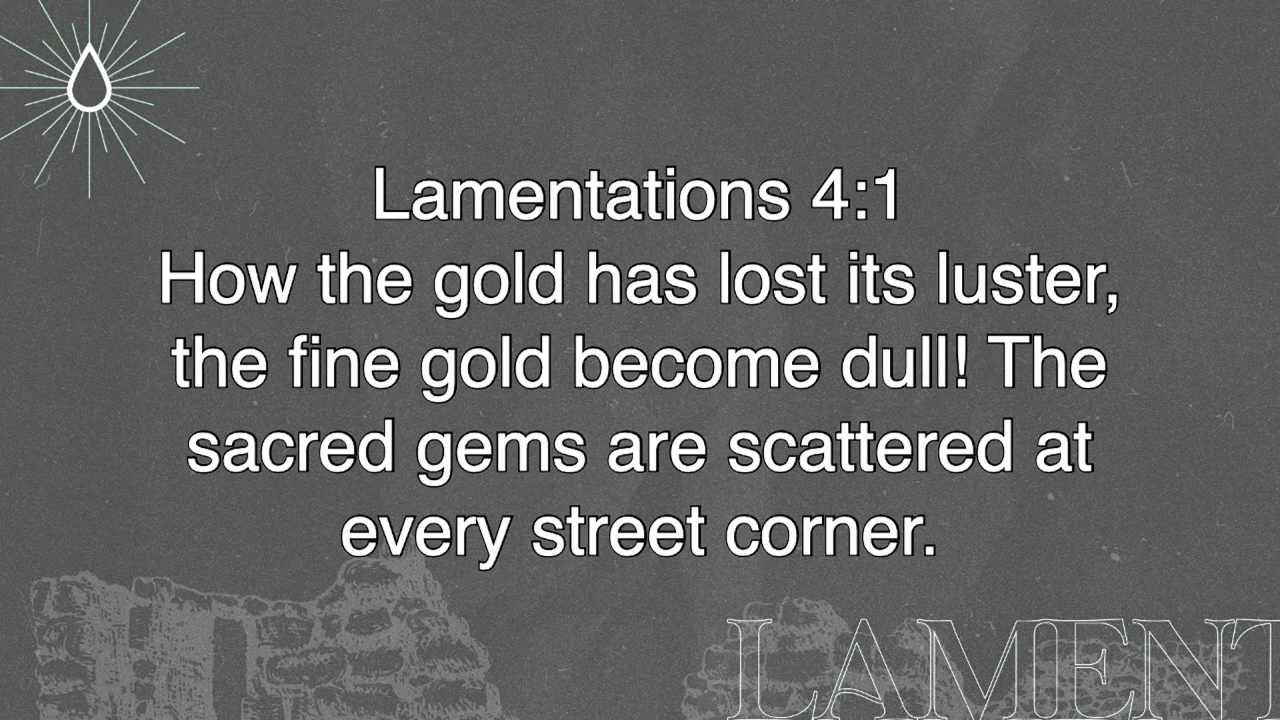 Lamentations 4:1
How the gold has lost its luster,
the fine gold become dull! The
sacred gems are scattered at
every street corner.
LAMENT